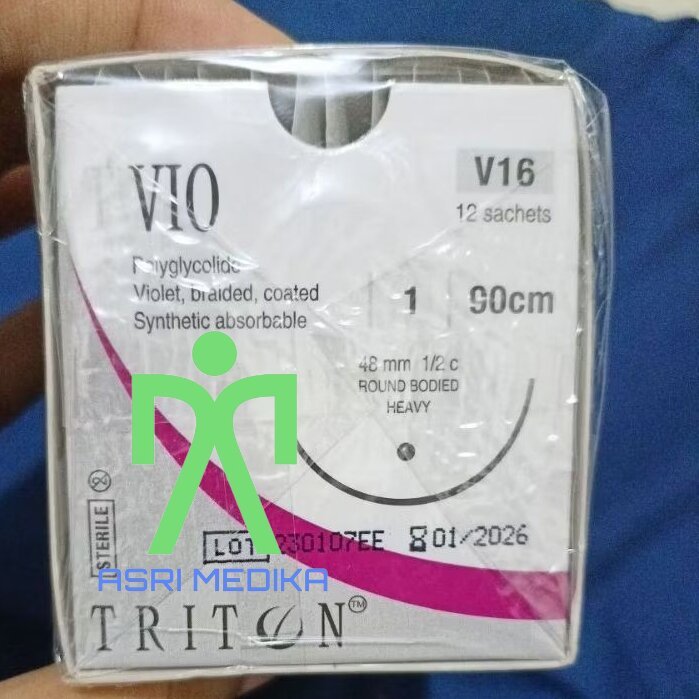 VIO
V16
12 sachets
Polyglycolide
Violet, braided, coated
Synthetic absorbable
1
90cm
48 mm 1/2 c
ROUND BODIED
HEAVY
STERILE
LOT 230107EE
01/2026
ASRI MEDIKA
TRITON™